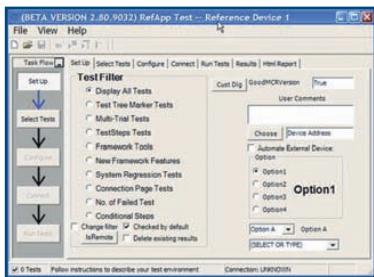 (BETA VERSION 2.80.9032) RefApp Test -- Reference Device 1
File View Help
Task Flow
Set Up
Select Tests
Configure
Connect
Run Tests
Set Up Select Tests Configure Connect Run Tests Results Html Report
Test Filter
Display All Tests
Test Tree Marker Tests
Multi-Trial Tests
TestSteps Tests
Framework Tools
New Framework Features
System Regression Tests
Connection Page Tests
No. of Failed Test
Conditional Steps
Change filter Checked by default
IsRemote Delete existing results
Cust Dlg GoodMCRVersion True
User Comments
Choose Device Address
Automate External Device:
Option
Option1
Option2
Option3
Option4
Option1
Option A Option A
(SELECT OR TYPE)
0 Tests Follow instructions to describe your test environment Connection: UNKNOWN